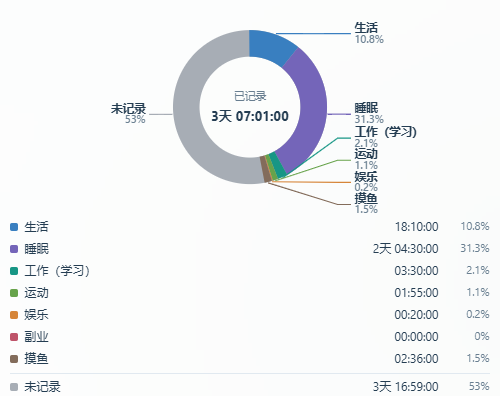 生活
10.8%
已记录
3天 07:01:00
未记录
53%
睡眠
31.3%
工作（学习）
2.1%
运动
1.1%
娱乐
0.2%
摸鱼
1.5%
生活 18:10:00 10.8%
睡眠 2天 04:30:00 31.3%
工作（学习） 03:30:00 2.1%
运动 01:55:00 1.1%
娱乐 00:20:00 0.2%
副业 00:00:00 0%
摸鱼 02:36:00 1.5%
未记录 3天 16:59:00 53%